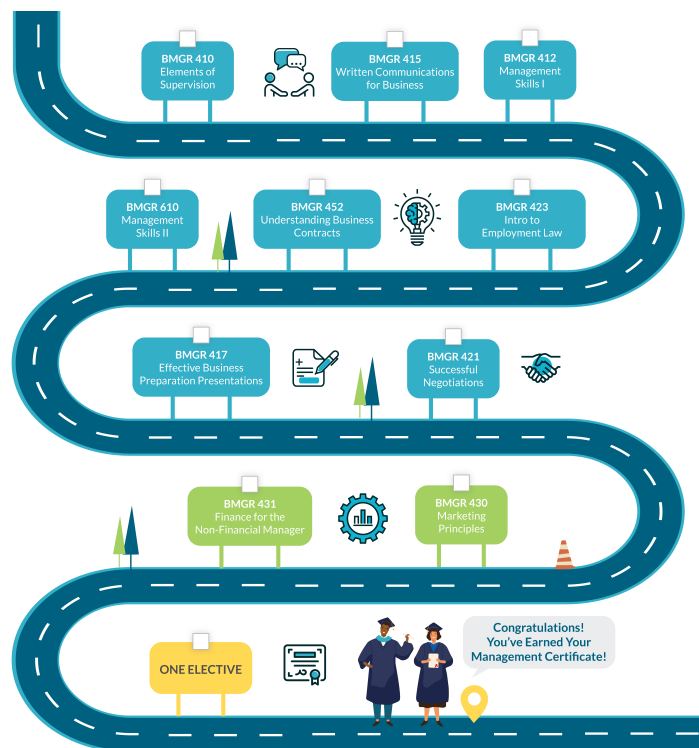 BMGR 410
Elements of
Supervision
BMGR 415
Written Communications
for Business
BMGR 412
Management
Skills I
BMGR 610
Management
Skills II
BMGR 452
Understanding Business
Contracts
BMGR 423
Intro to
Employment Law
BMGR 417
Effective Business
Preparation Presentations
BMGR 421
Successful
Negotiations
BMGR 431
Finance for the
Non-Financial Manager
BMGR 430
Marketing
Principles
ONE ELECTIVE
Congratulations!
You've Earned Your
Management Certificate!